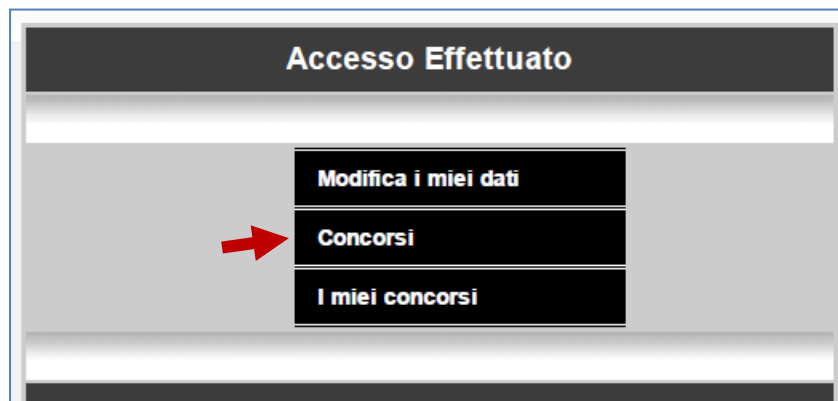 Accesso Effettuato
Modifica i miei dati
Concorsi
I miei concorsi